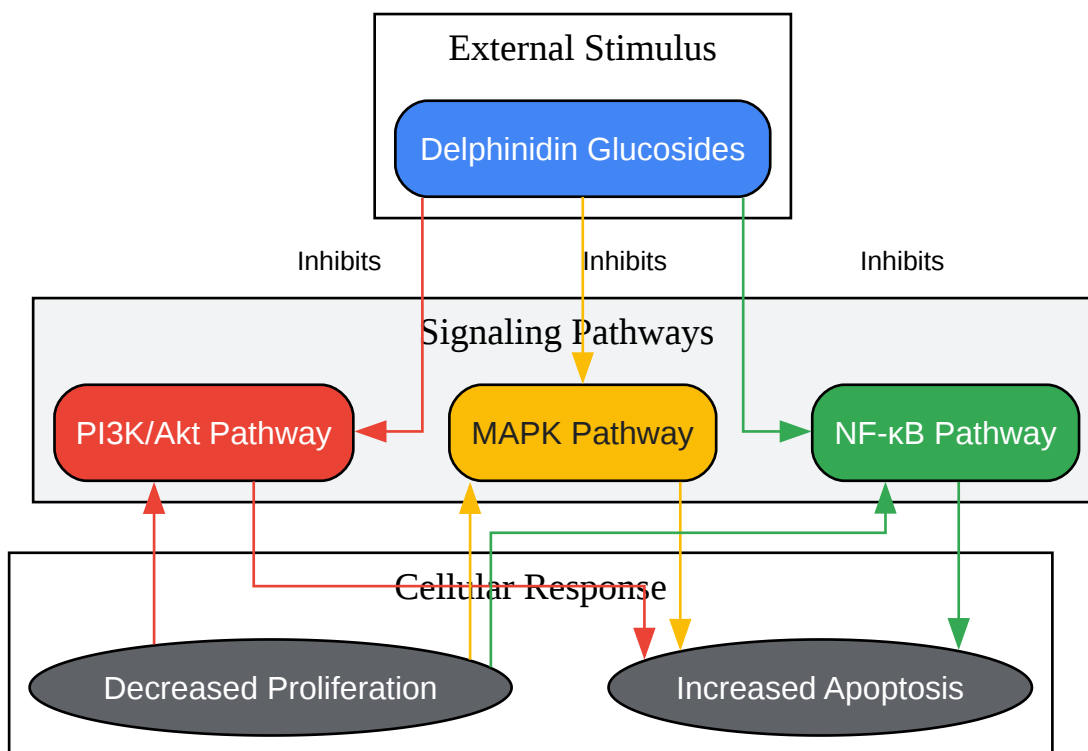 External Stimulus
Delphinidin Glucosides
Inhibits
Inhibits
Inhibits
Signaling Pathways
PI3K/Akt Pathway
MAPK Pathway
NF-κB Pathway
Cellular Response
Decreased Proliferation
Increased Apoptosis